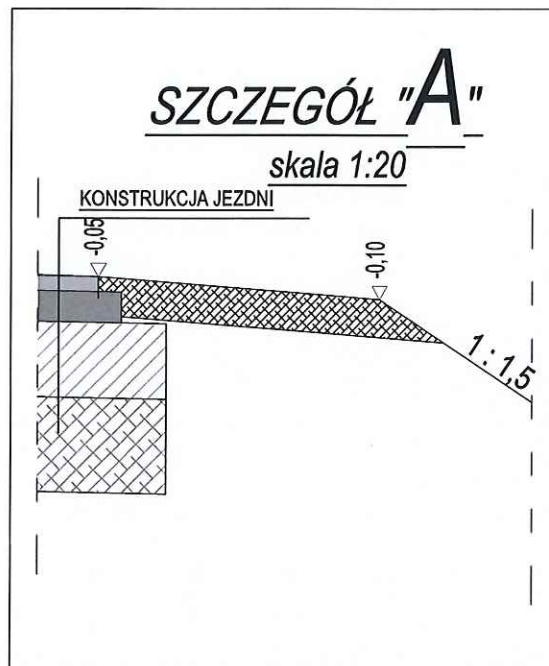 SZCZEGÓŁ "A"
skala 1:20
KONSTRUKCJA JEZDNI
-0,05
-0,10
1 : 1,5